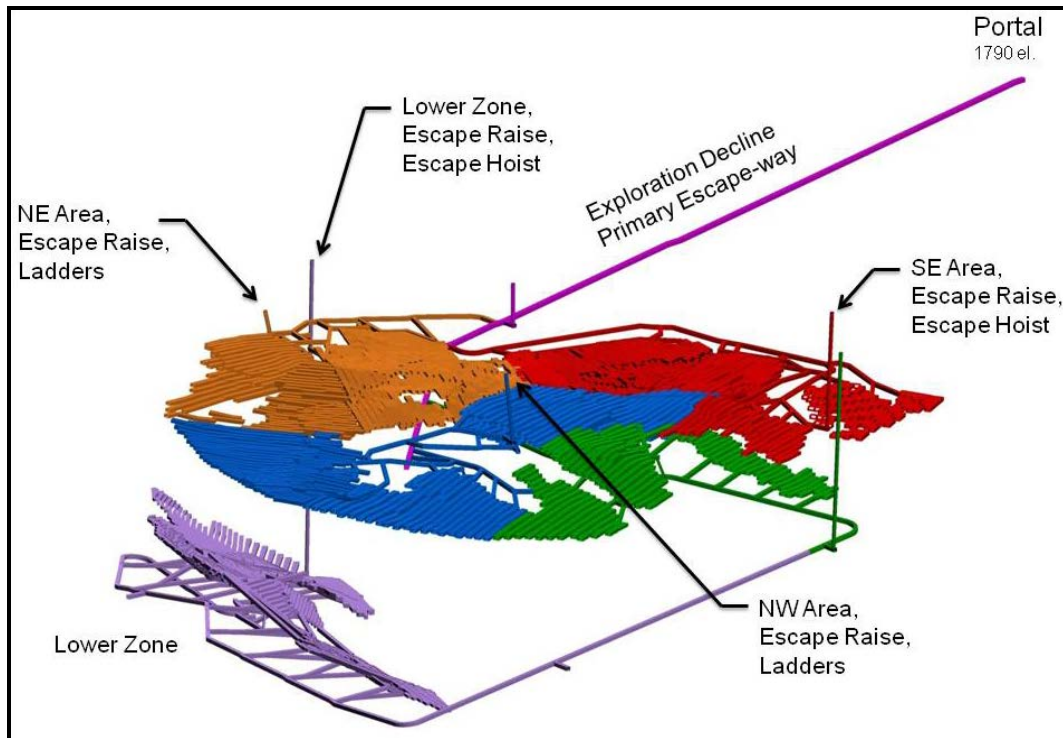 Portal
1790 el.
Lower Zone,
Escape Raise,
Escape Hoist
Exploration Decline
Primary Escape-way
NE Area,
Escape Raise,
Ladders
SE Area,
Escape Raise,
Escape Hoist
NW Area,
Escape Raise,
Ladders
Lower Zone